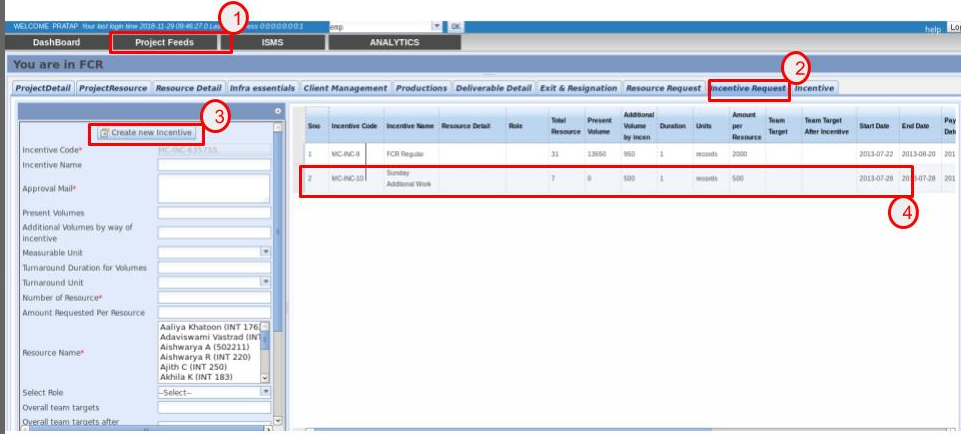 WELCOME PRATAP Your last login time 2018-11-29 09:46:27.0 0:0:0:0:0:0:0:1 emp OK
1
help
DashBoard Project Feeds ISMS ANALYTICS
You are in FCR
2
ProjectDetail ProjectResource Resource Detail Infra essentials Client Management Productions Deliverable Detail Exit & Resignation Resource Request Incentive Request Incentive
3
Create new Incentive
Incentive Code* MC-INC-635755
Incentive Name
Approval Mail*
Present Volumes
Additional Volumes by way of
incentive
Measurable Unit
Turnaround Duration for Volumes
Turnaround Unit
Number of Resource*
Amount Requested Per Resource
Resource Name*
Aaliya Khatoon (INT 176
Adaviswami Vastrad (INT
Aishwarya A (502211)
Aishwarya R (INT 220)
Ajith C (INT 250)
Akhila K (INT 183)
Select Role --Select--
Overall team targets
Overall team targets after
Sno Incentive Code Incentive Name Resource Detail Role Total Resource Present Volume Additional Volume by incen Duration Units Amount per Resource Team Target Team Target After Incentive Start Date End Date Pay
1 MC-INC-9 FCR Regular 31 13650 950 1 records 2000 2013-07-22 2013-08-20 201
2 MC-INC-10 Sunday Additional Work 7 6 500 1 records 500 2013-07-28 2013-07-28 201
4